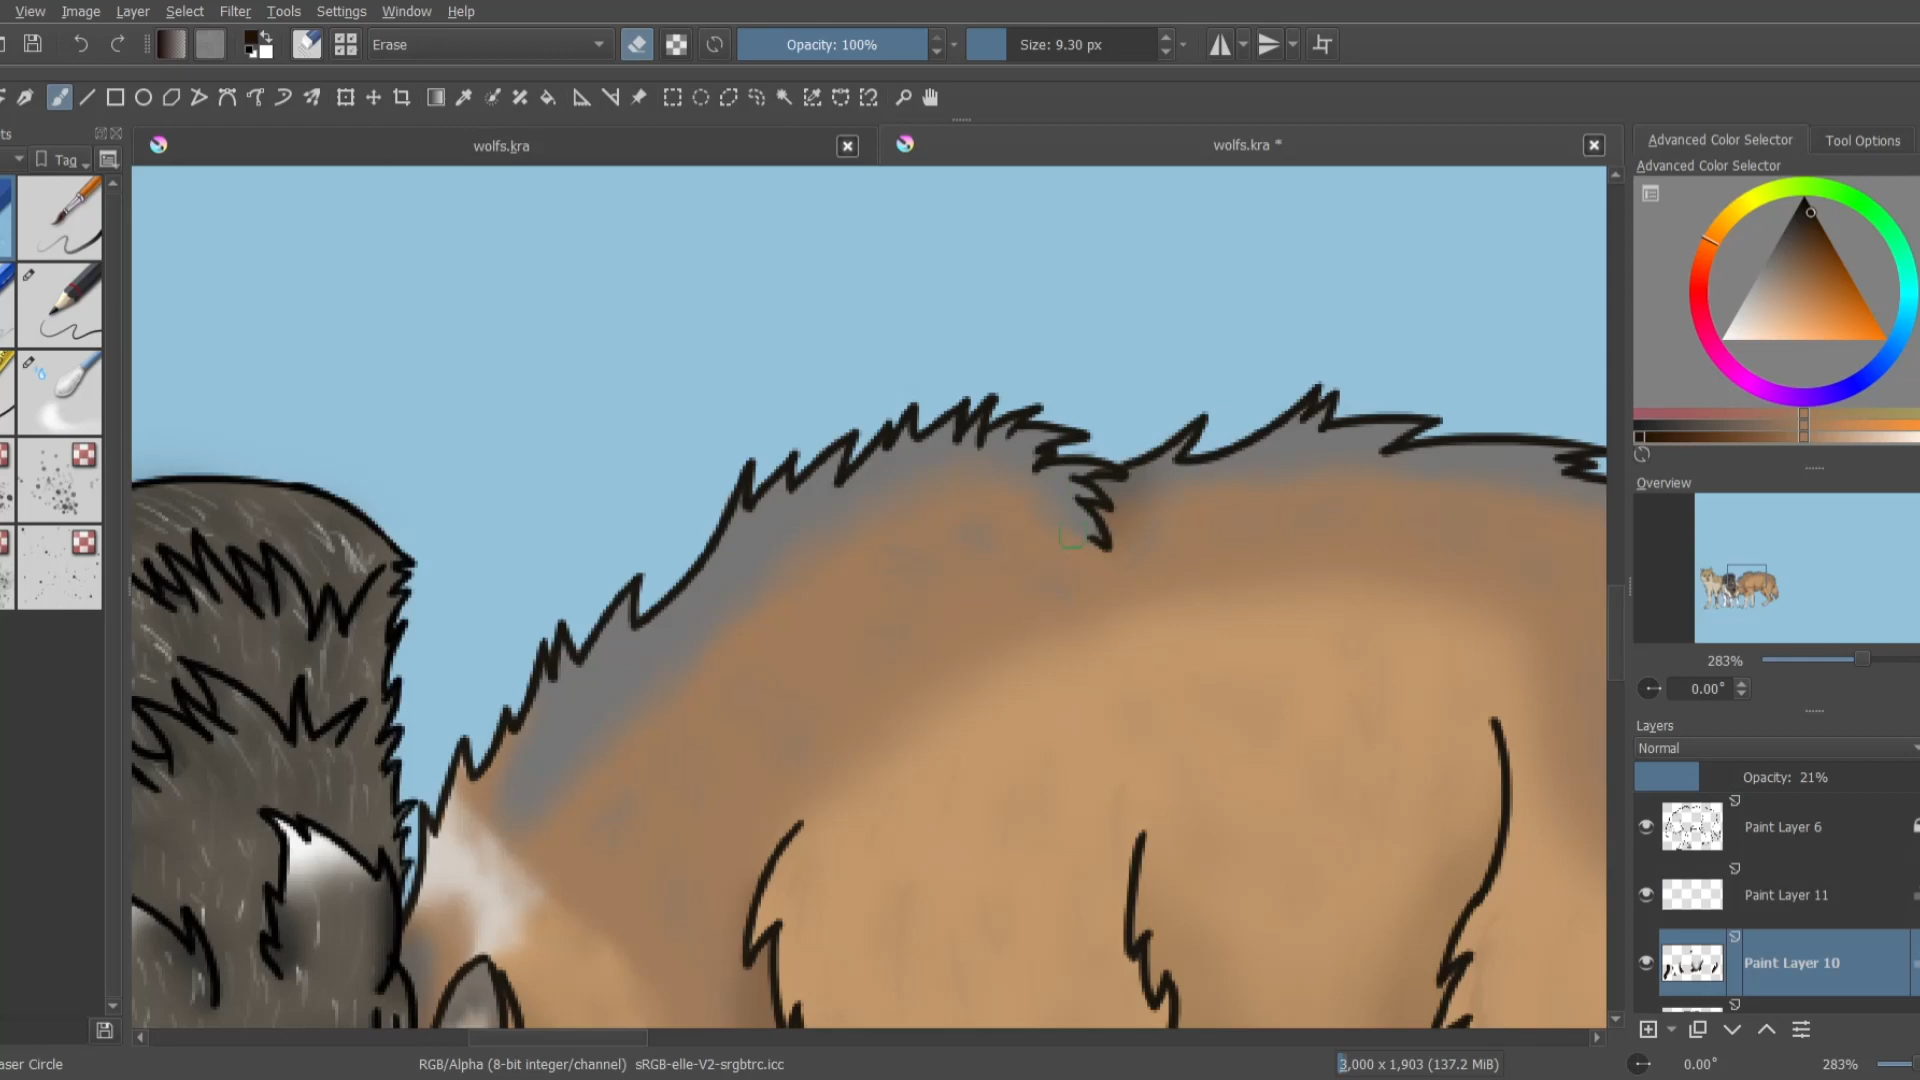 View Image Layer Select Filter Tools Settings Window Help
Erase Opacity: 100% Size: 9.30 px
ts wolfs.kra wolfs.kra * Advanced Color Selector Tool Options
Tag Advanced Color Selector
Overview
283%
0.00°
Layers
Normal
Opacity: 21%
Paint Layer 6
Paint Layer 11
Paint Layer 10
aser Circle RGB/Alpha (8-bit integer/channel) sRGB-elle-V2-srgbtrc.icc 3,000 x 1,903 (137.2 MiB) 0.00° 283%